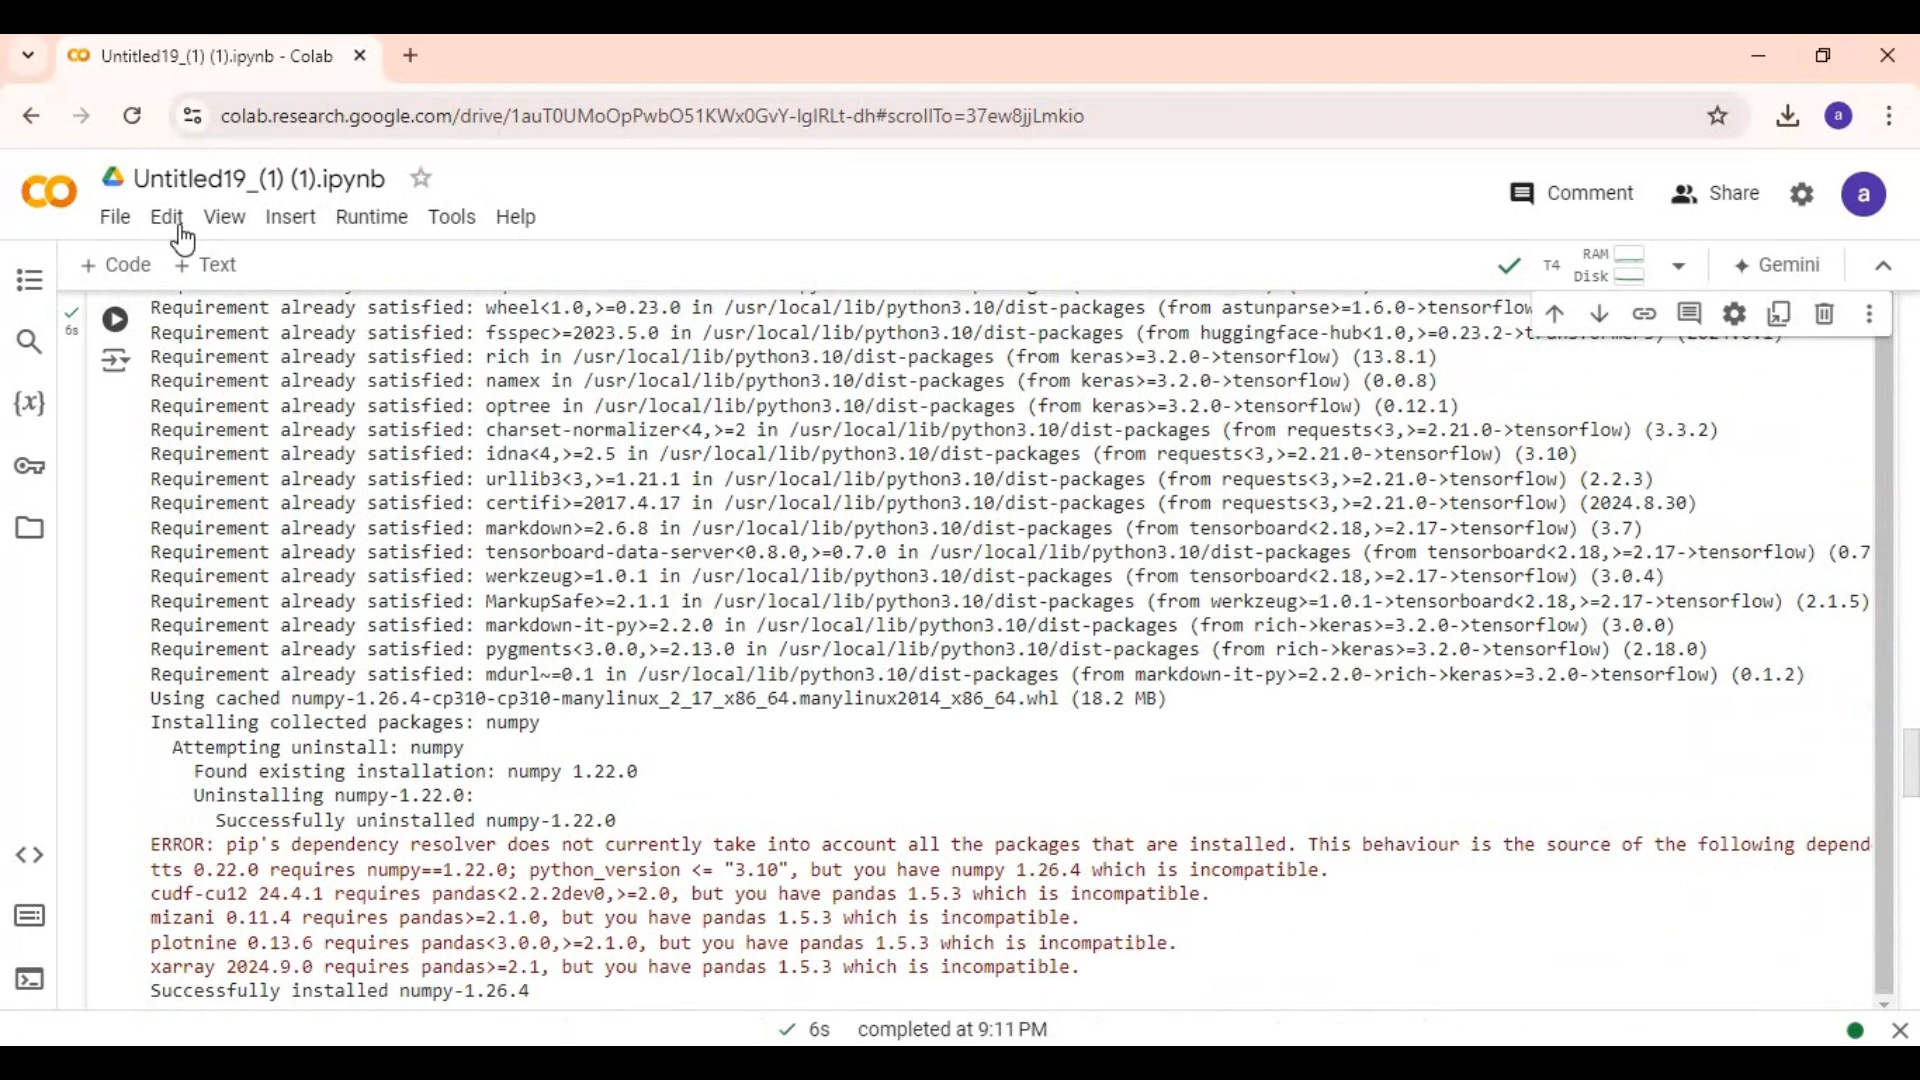 Untitled19_(1) (1).ipynb - Colab
colab.research.google.com/drive/1auT0UMoOpPwbO51KWx0GvY-IgIRLt-dh#scrollTo=37ew8jjLmkio
a
Untitled19_(1) (1).ipynb
Comment
Share
a
File Edit View Insert Runtime Tools Help
+ Code + Text
T4
RAM
Disk
Gemini
6s
Requirement already satisfied: wheel<1.0,>=0.23.0 in /usr/local/lib/python3.10/dist-packages (from astunparse>=1.6.0->tensorflow
Requirement already satisfied: fsspec>=2023.5.0 in /usr/local/lib/python3.10/dist-packages (from huggingface-hub<1.0,>=0.23.2->
Requirement already satisfied: rich in /usr/local/lib/python3.10/dist-packages (from keras>=3.2.0->tensorflow) (13.8.1)
Requirement already satisfied: namex in /usr/local/lib/python3.10/dist-packages (from keras>=3.2.0->tensorflow) (0.0.8)
Requirement already satisfied: optree in /usr/local/lib/python3.10/dist-packages (from keras>=3.2.0->tensorflow) (0.12.1)
Requirement already satisfied: charset-normalizer<4,>=2 in /usr/local/lib/python3.10/dist-packages (from requests<3,>=2.21.0->tensorflow) (3.3.2)
Requirement already satisfied: idna<4,>=2.5 in /usr/local/lib/python3.10/dist-packages (from requests<3,>=2.21.0->tensorflow) (3.10)
Requirement already satisfied: urllib3<3,>=1.21.1 in /usr/local/lib/python3.10/dist-packages (from requests<3,>=2.21.0->tensorflow) (2.2.3)
Requirement already satisfied: certifi>=2017.4.17 in /usr/local/lib/python3.10/dist-packages (from requests<3,>=2.21.0->tensorflow) (2024.8.30)
Requirement already satisfied: markdown>=2.6.8 in /usr/local/lib/python3.10/dist-packages (from tensorboard<2.18,>=2.17->tensorflow) (3.7)
Requirement already satisfied: tensorboard-data-server<0.8.0,>=0.7.0 in /usr/local/lib/python3.10/dist-packages (from tensorboard<2.18,>=2.17->tensorflow) (0.7
Requirement already satisfied: werkzeug>=1.0.1 in /usr/local/lib/python3.10/dist-packages (from tensorboard<2.18,>=2.17->tensorflow) (3.0.4)
Requirement already satisfied: MarkupSafe>=2.1.1 in /usr/local/lib/python3.10/dist-packages (from werkzeug>=1.0.1->tensorboard<2.18,>=2.17->tensorflow) (2.1.5)
Requirement already satisfied: markdown-it-py>=2.2.0 in /usr/local/lib/python3.10/dist-packages (from rich->keras>=3.2.0->tensorflow) (3.0.0)
Requirement already satisfied: pygments<3.0.0,>=2.13.0 in /usr/local/lib/python3.10/dist-packages (from rich->keras>=3.2.0->tensorflow) (2.18.0)
Requirement already satisfied: mdurl~=0.1 in /usr/local/lib/python3.10/dist-packages (from markdown-it-py>=2.2.0->rich->keras>=3.2.0->tensorflow) (0.1.2)
Using cached numpy-1.26.4-cp310-cp310-manylinux_2_17_x86_64.manylinux2014_x86_64.whl (18.2 MB)
Installing collected packages: numpy
Attempting uninstall: numpy
Found existing installation: numpy 1.22.0
Uninstalling numpy-1.22.0:
Successfully uninstalled numpy-1.22.0
ERROR: pip's dependency resolver does not currently take into account all the packages that are installed. This behaviour is the source of the following depend
tts 0.22.0 requires numpy==1.22.0; python_version <= "3.10", but you have numpy 1.26.4 which is incompatible.
cudf-cu12 24.4.1 requires pandas<2.2.2dev0,>=2.0, but you have pandas 1.5.3 which is incompatible.
mizani 0.11.4 requires pandas>=2.1.0, but you have pandas 1.5.3 which is incompatible.
plotnine 0.13.6 requires pandas<3.0.0,>=2.1.0, but you have pandas 1.5.3 which is incompatible.
xarray 2024.9.0 requires pandas>=2.1, but you have pandas 1.5.3 which is incompatible.
Successfully installed numpy-1.26.4
6s completed at 9:11 PM